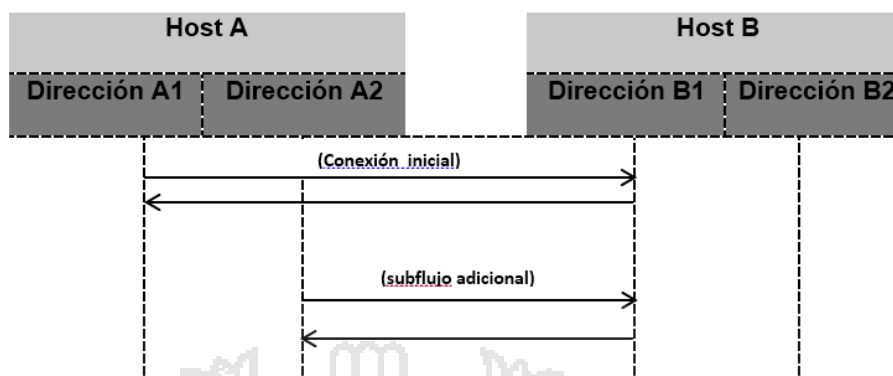 Host A
Host B
Dirección A1
Dirección A2
Dirección B1
Dirección B2
(Conexión inicial)
(subflujo adicional)